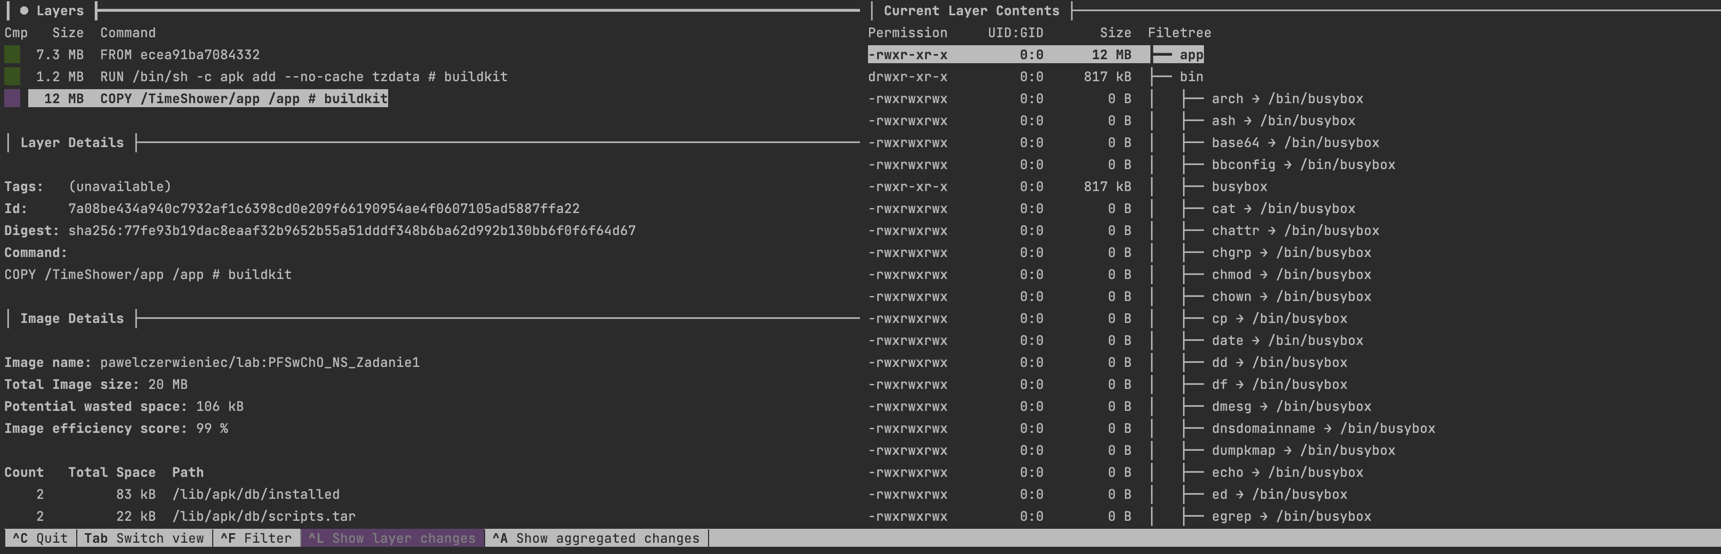 ● Layers
Cmp Size Command
7.3 MB FROM ecea91ba7084332
1.2 MB RUN /bin/sh -c apk add --no-cache tzdata # buildkit
12 MB COPY /TimeShower/app /app # buildkit
Layer Details
Tags: (unavailable)
Id: 7a08be434a940c7932af1c6398cd0e209f66190954ae4f0607105ad5887ffa22
Digest: sha256:77fe93b19dac8eaaf32b9652b55a51dddf348b6ba62d992b130bb6f0f6f64d67
Command:
COPY /TimeShower/app /app # buildkit
Image Details
Image name: pawelczerwieniec/lab:PFSwChO_NS_Zadanie1
Total Image size: 20 MB
Potential wasted space: 106 kB
Image efficiency score: 99 %
Count Total Space Path
2 83 kB /lib/apk/db/installed
2 22 kB /lib/apk/db/scripts.tar
Current Layer Contents
Permission UID:GID Size Filetree
-rwxr-xr-x 0:0 12 MB ├── app
drwxr-xr-x 0:0 817 kB ├── bin
-rwxrwxrwx 0:0 0 B │ ├── arch → /bin/busybox
-rwxrwxrwx 0:0 0 B │ ├── ash → /bin/busybox
-rwxrwxrwx 0:0 0 B │ ├── base64 → /bin/busybox
-rwxrwxrwx 0:0 0 B │ ├── bbconfig → /bin/busybox
-rwxr-xr-x 0:0 817 kB │ ├── busybox
-rwxrwxrwx 0:0 0 B │ ├── cat → /bin/busybox
-rwxrwxrwx 0:0 0 B │ ├── chattr → /bin/busybox
-rwxrwxrwx 0:0 0 B │ ├── chgrp → /bin/busybox
-rwxrwxrwx 0:0 0 B │ ├── chmod → /bin/busybox
-rwxrwxrwx 0:0 0 B │ ├── chown → /bin/busybox
-rwxrwxrwx 0:0 0 B │ ├── cp → /bin/busybox
-rwxrwxrwx 0:0 0 B │ ├── date → /bin/busybox
-rwxrwxrwx 0:0 0 B │ ├── dd → /bin/busybox
-rwxrwxrwx 0:0 0 B │ ├── df → /bin/busybox
-rwxrwxrwx 0:0 0 B │ ├── dmesg → /bin/busybox
-rwxrwxrwx 0:0 0 B │ ├── dnsdomainname → /bin/busybox
-rwxrwxrwx 0:0 0 B │ ├── dumpkmap → /bin/busybox
-rwxrwxrwx 0:0 0 B │ ├── echo → /bin/busybox
-rwxrwxrwx 0:0 0 B │ ├── ed → /bin/busybox
-rwxrwxrwx 0:0 0 B │ ├── egrep → /bin/busybox
^C Quit Tab Switch view ^F Filter ^L Show layer changes ^A Show aggregated changes